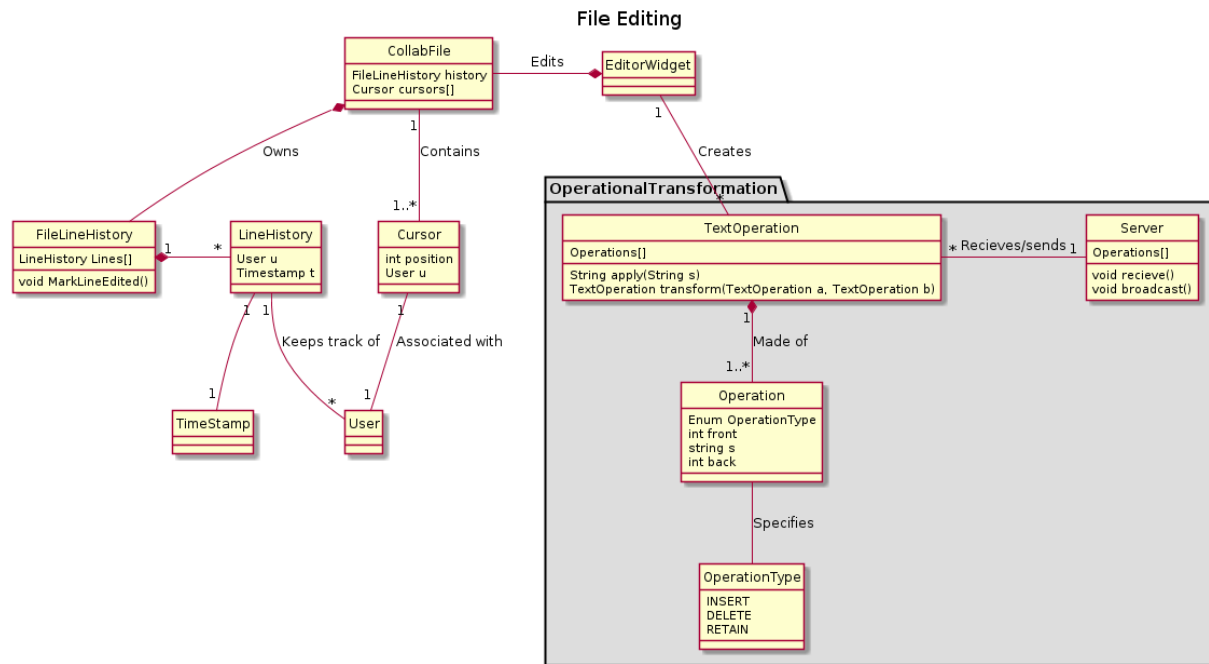 File Editing
CollabFile
FileLineHistory history
Cursor cursors[]
Edits
EditorWidget
1
1
Owns
Contains
Creates
1..*
*
OperationalTransformation
FileLineHistory
LineHistory Lines[]
void MarkLineEdited()
1
*
LineHistory
User u
Timestamp t
Cursor
int position
User u
TextOperation
Operations[]
String apply(String s)
TextOperation transform(TextOperation a, TextOperation b)
* Recieves/sends 1
Server
Operations[]
void recieve()
void broadcast()
1
1
1
1
Keeps track of
Associated with
Made of
1
*
1
1..*
TimeStamp
User
Operation
Enum OperationType
int front
string s
int back
Specifies
OperationType
INSERT
DELETE
RETAIN